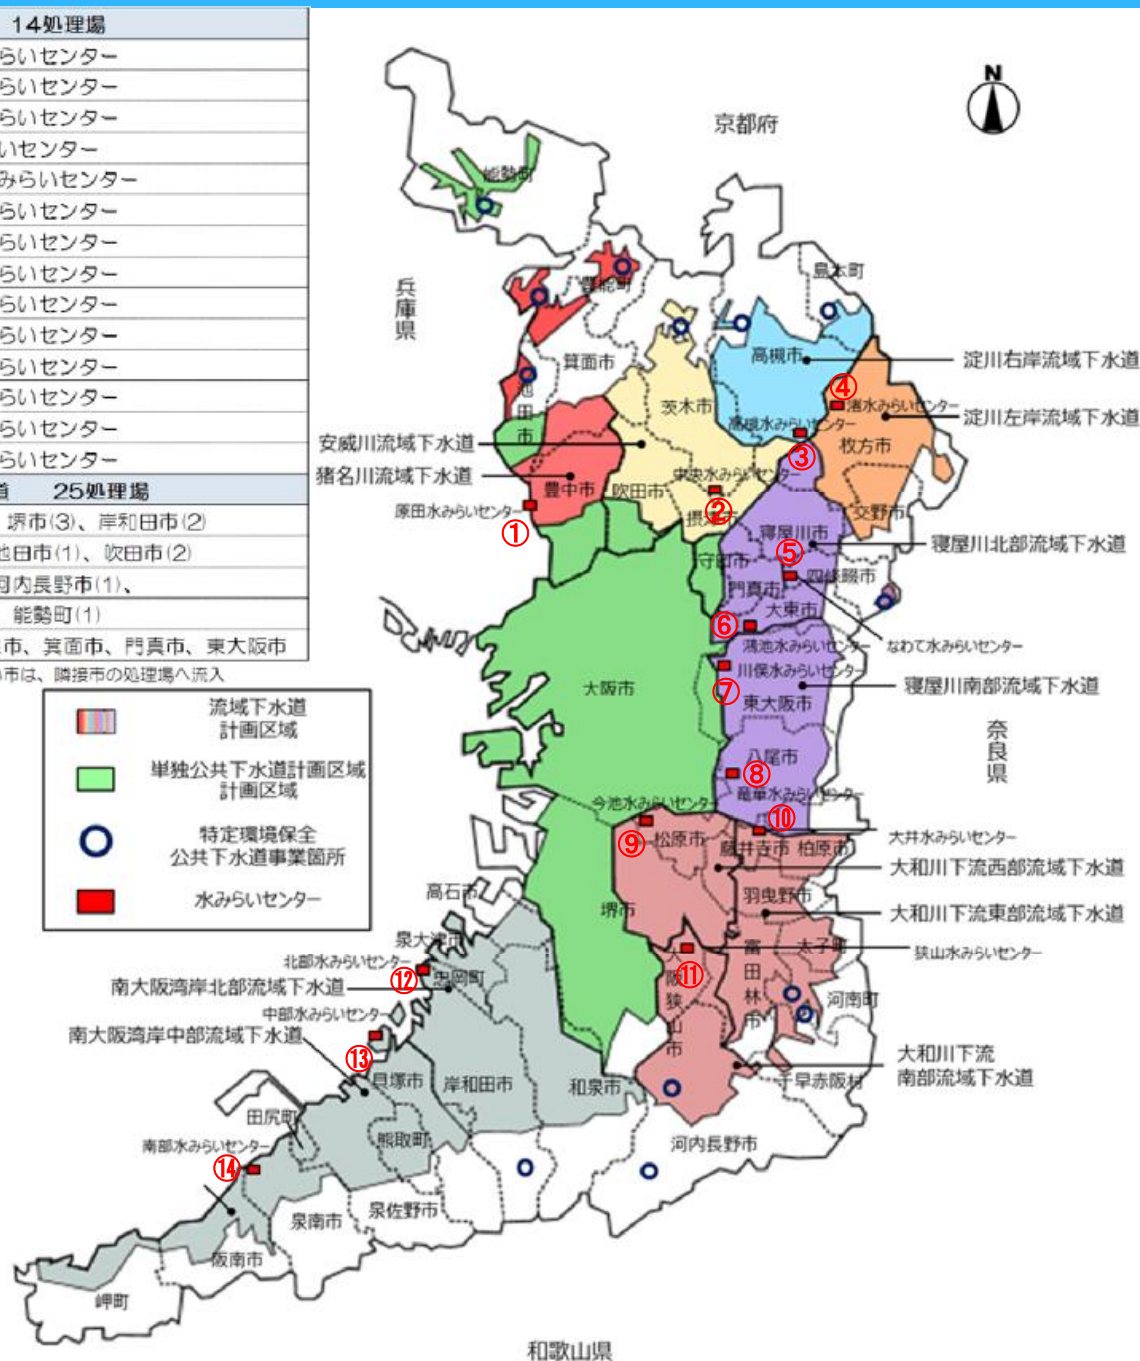 14処理場
らいセンター
らいセンター
らいセンター
いセンター
みらいセンター
らいセンター
らいセンター
らいセンター
らいセンター
らいセンター
らいセンター
らいセンター
らいセンター
らいセンター
道 25処理場
堺市(3)、岸和田市(2)
池田市(1)、吹田市(2)
河内長野市(1)、
能勢町(1)
市、箕面市、門真市、東大阪市
い市は、隣接市の処理場へ流入
流域下水道
計画区域
単独公共下水道計画区域
計画区域
特定環境保全
公共下水道事業箇所
水みらいセンター
N
京都府
兵庫県
奈良県
和歌山県
能勢町
豊能町
島本町
箕面市
池田市
高槻市
茨木市
淀川右岸流域下水道
④
渚水みらいセンター
淀川左岸流域下水道
高槻水みらいセンター
③
枚方市
安威川流域下水道
猪名川流域下水道
豊中市
吹田市
中央水みらいセンター
②
摂津市
原田水みらいセンター
①
交野市
寝屋川市
寝屋川北部流域下水道
守口市
⑤
四條畷市
門真市
大東市
⑥
鴻池水みらいセンター
なわて水みらいセンター
川俣水みらいセンター
⑦
寝屋川南部流域下水道
大阪市
東大阪市
八尾市
⑧
竜華水みらいセンター
今池水みらいセンター
⑩
大井水みらいセンター
⑨
松原市
藤井寺市
柏原市
大和川下流西部流域下水道
羽曳野市
大和川下流東部流域下水道
高石市
堺市
泉大津市
太子町
狭山水みらいセンター
北部水みらいセンター
⑫
忠岡町
大阪狭山市
⑪
富田林市
河南町
南大阪湾岸北部流域下水道
中部水みらいセンター
南大阪湾岸中部流域下水道
⑬
大和川下流
南部流域下水道
貝塚市
岸和田市
和泉市
千早赤阪村
田尻町
熊取町
河内長野市
南部水みらいセンター
⑭
泉南市
泉佐野市
阪南市
岬町